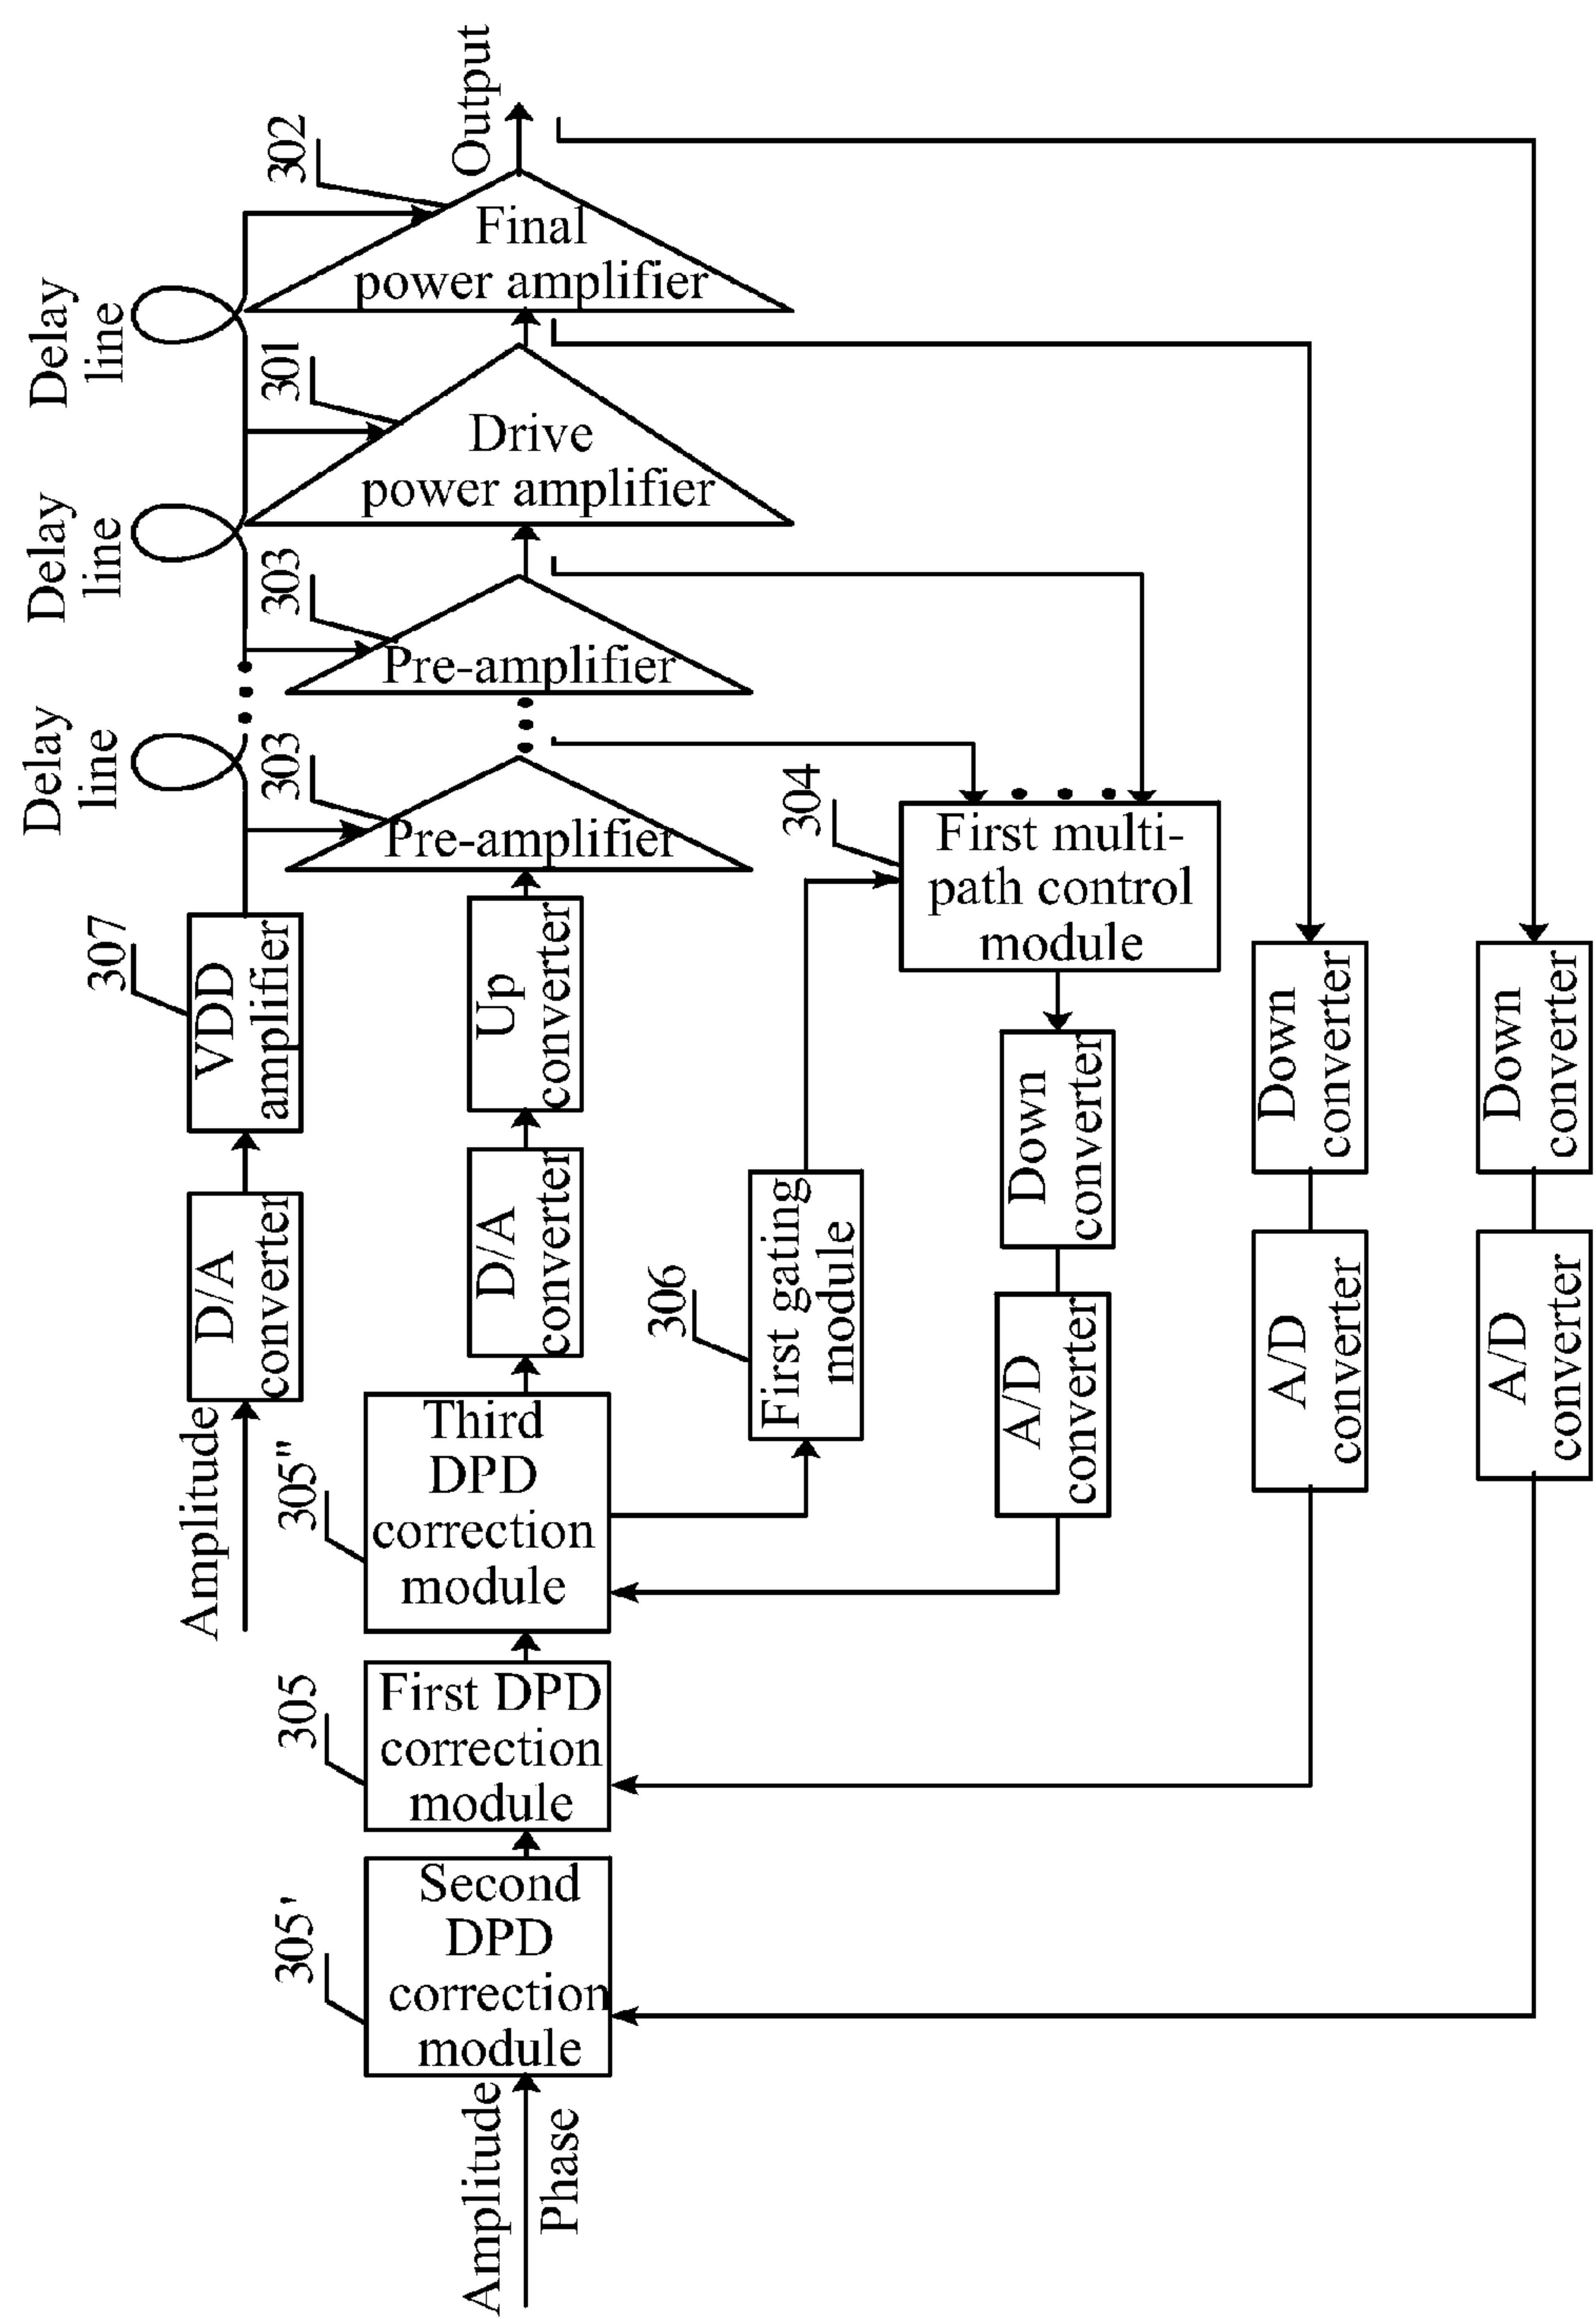 Output
302
Final
power amplifier
Delay
line
301
Drive
power amplifier
Delay
line
303
Pre-amplifier
Delay
line
303
Pre-amplifier
304
First multi-
path control
module
307
VDD
amplifier
Up
converter
Down
converter
Down
converter
Down
converter
D/A
converter
D/A
converter
306
First gating
module
A/D
converter
A/D
converter
A/D
converter
Amplitude
305"
Third
DPD
correction
module
305
First DPD
correction
module
305'
Second
DPD
correction
module
Amplitude
Phase